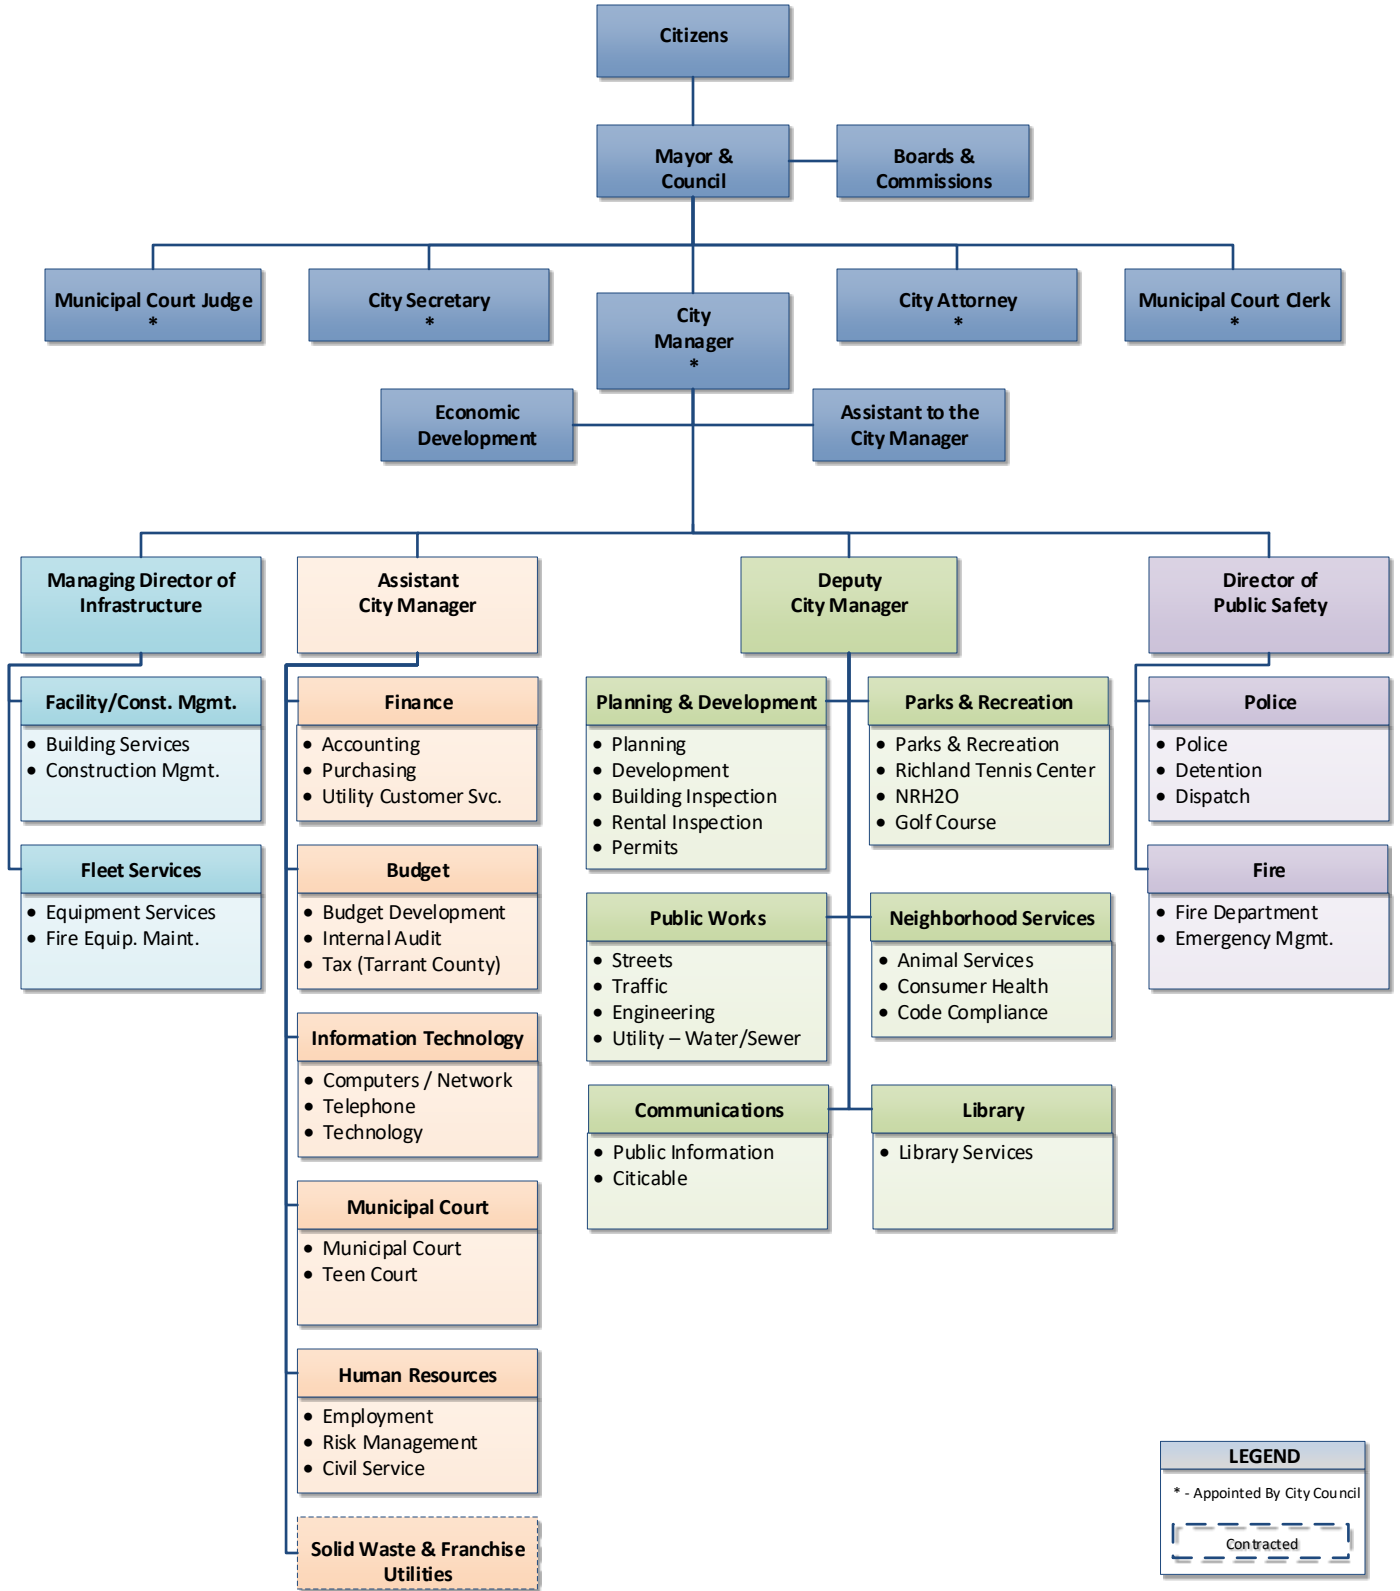 Citizens
Mayor &
Council
Boards &
Commissions
Municipal Court Judge
*
City Secretary
*
City
Manager
*
City Attorney
*
Municipal Court Clerk
*
Economic
Development
Assistant to the
City Manager
Managing Director of
Infrastructure
Facility/Const. Mgmt.
• Building Services
• Construction Mgmt.
Fleet Services
• Equipment Services
• Fire Equip. Maint.
Assistant
City Manager
Finance
• Accounting
• Purchasing
• Utility Customer Svc.
Budget
• Budget Development
• Internal Audit
• Tax (Tarrant County)
Information Technology
• Computers / Network
• Telephone
• Technology
Municipal Court
• Municipal Court
• Teen Court
Human Resources
• Employment
• Risk Management
• Civil Service
Solid Waste & Franchise
Utilities
Deputy
City Manager
Planning & Development
• Planning
• Development
• Building Inspection
• Rental Inspection
• Permits
Parks & Recreation
• Parks & Recreation
• Richland Tennis Center
• NRH2O
• Golf Course
Public Works
• Streets
• Traffic
• Engineering
• Utility – Water/Sewer
Neighborhood Services
• Animal Services
• Consumer Health
• Code Compliance
Communications
• Public Information
• Citicable
Library
• Library Services
Director of
Public Safety
Police
• Police
• Detention
• Dispatch
Fire
• Fire Department
• Emergency Mgmt.
LEGEND
* - Appointed By City Council
Contracted